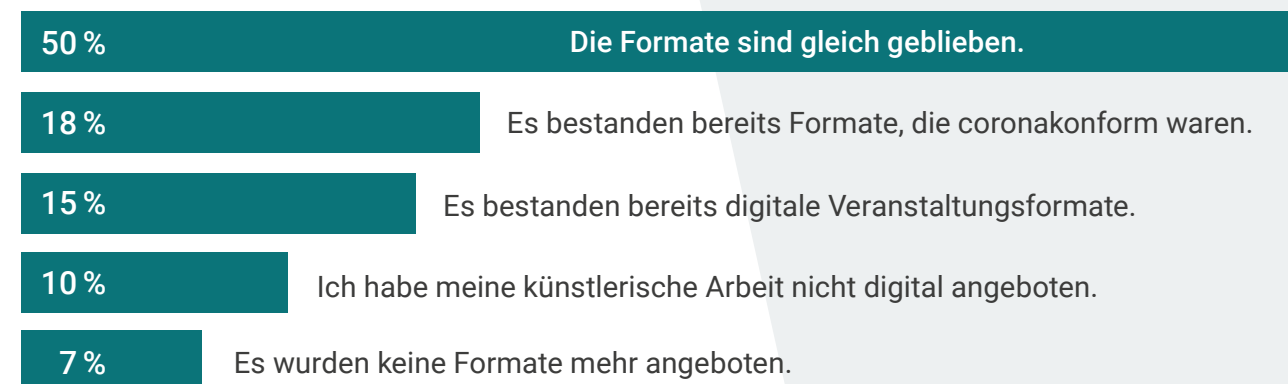 50 % Die Formate sind gleich geblieben.
18 % Es bestanden bereits Formate, die coronakonform waren.
15 % Es bestanden bereits digitale Veranstaltungsformate.
10 % Ich habe meine künstlerische Arbeit nicht digital angeboten.
7 % Es wurden keine Formate mehr angeboten.